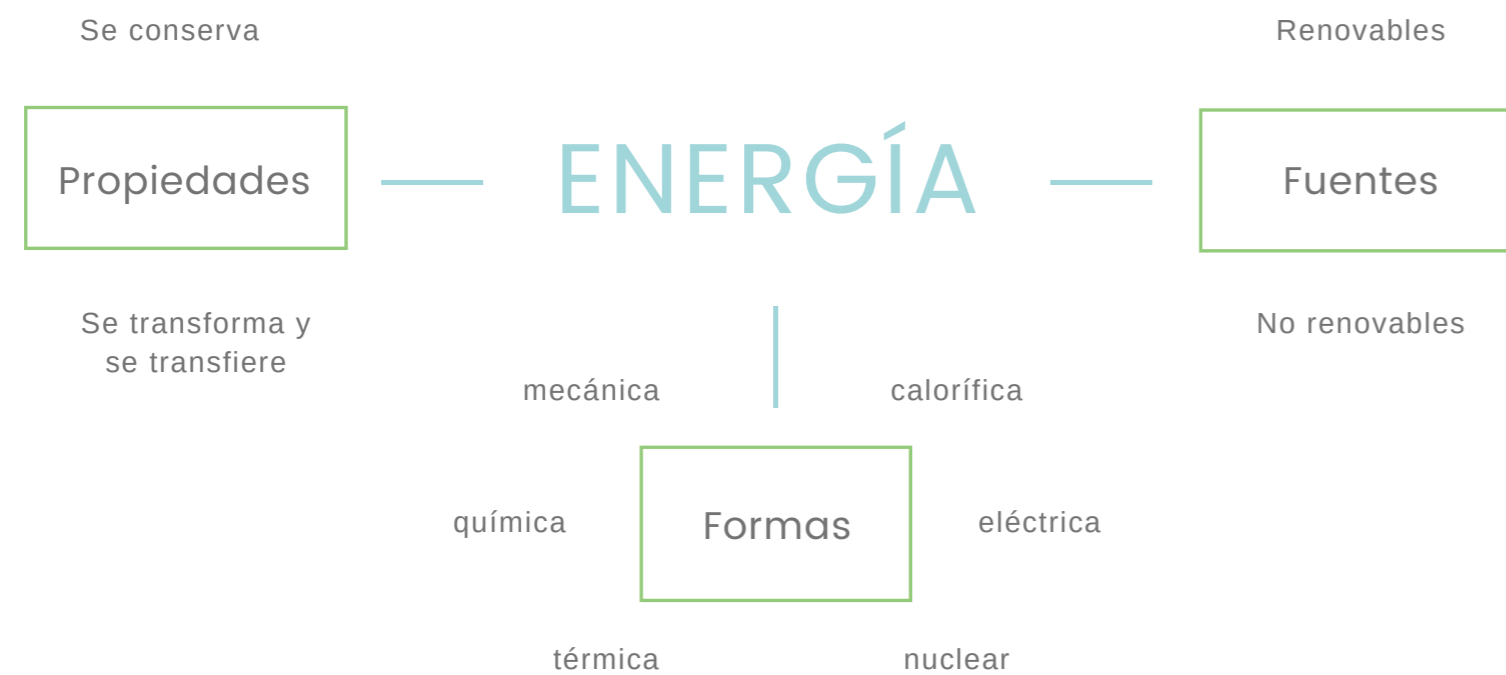 Se conserva
Renovables
Propiedades
ENERGÍA
Fuentes
Se transforma y
se transfiere
No renovables
mecánica
calorífica
química
Formas
eléctrica
térmica
nuclear